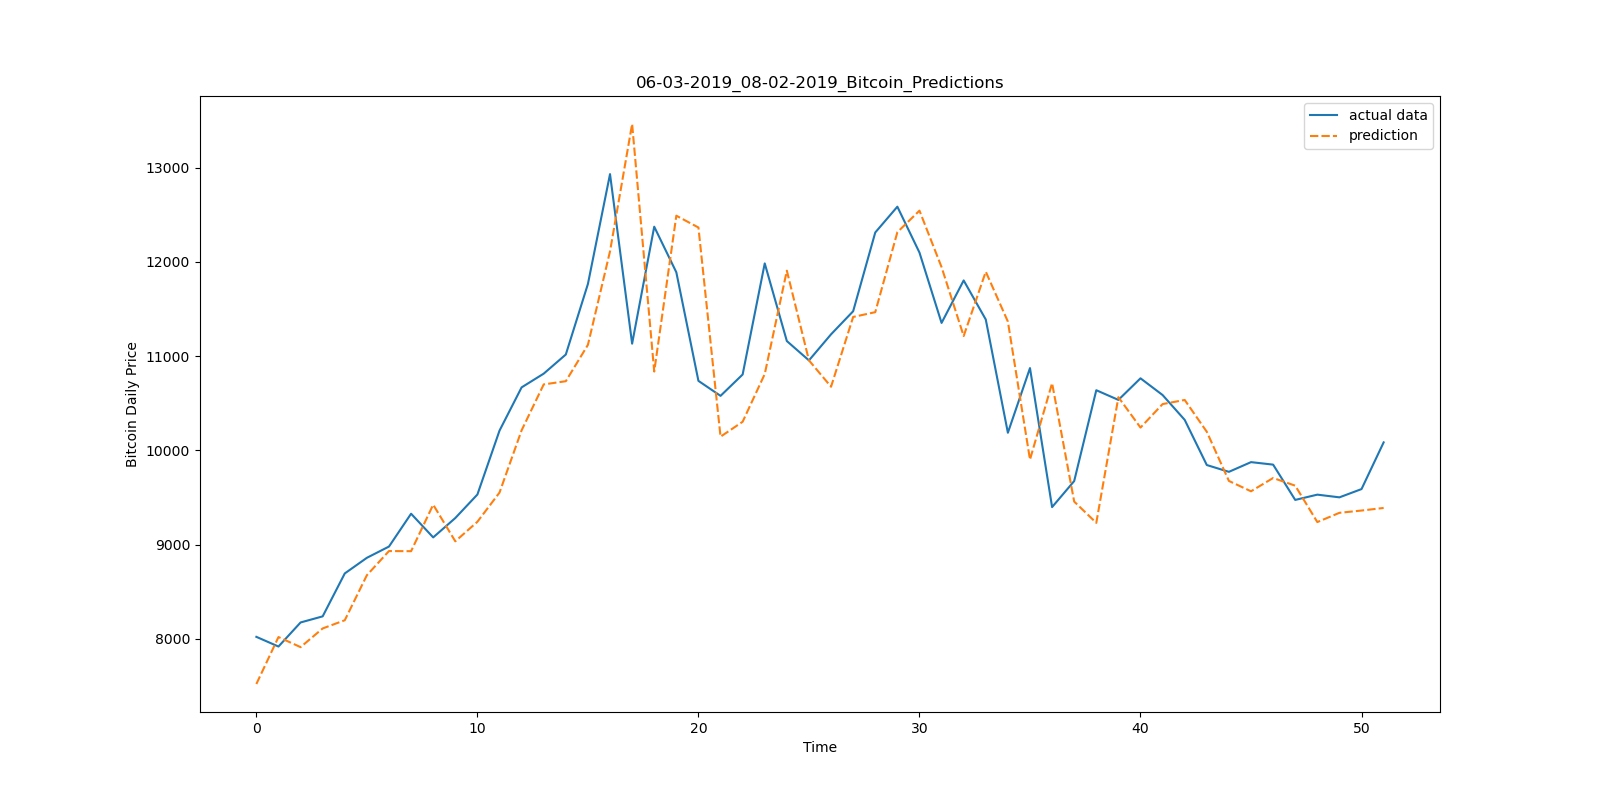 06-03-2019_08-02-2019_Bitcoin_Predictions
actual data
prediction
13000
12000
11000
10000
9000
8000
Bitcoin Daily Price
0 10 20 30 40 50
Time